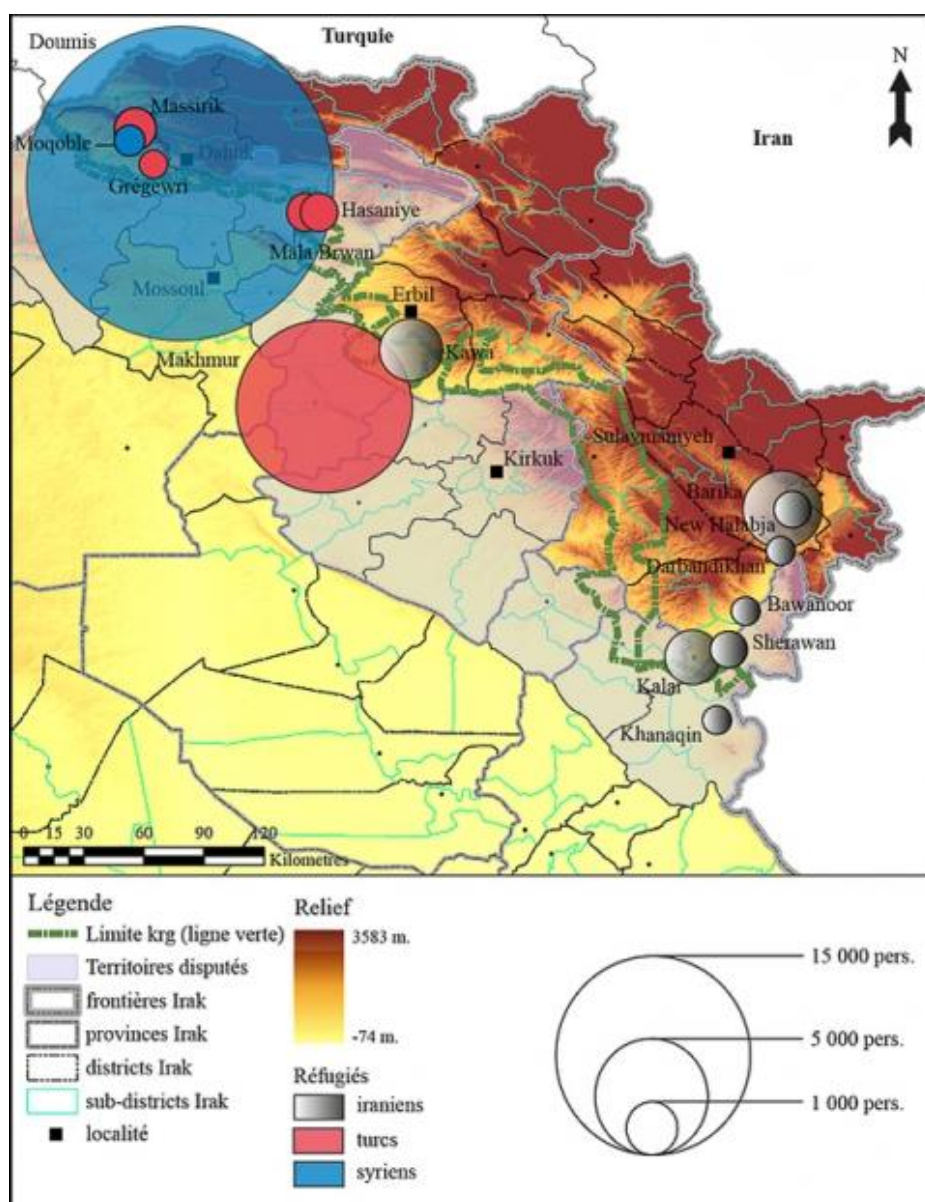 Doumis
Turquie
N
Massirik
Iran
Moqoble
Dahuk
Grégewri
Hasaniye
Mala Brwan
Mossoul
Erbil
Makhmur
Kawa
Sulaymaniyeh
Kirkuk
Barika
New Halabja
Darbandikhan
Bawanoor
Sherawan
Kalar
Khanaqin
0 15 30 60 90 120
Kilometres
Légende
Limite krg (ligne verte)
Territoires disputés
frontières Irak
provinces Irak
districts Irak
sub-districts Irak
localité
Relief
3583 m.
-74 m.
Réfugiés
iraniens
turcs
syriens
15 000 pers.
5 000 pers.
1 000 pers.